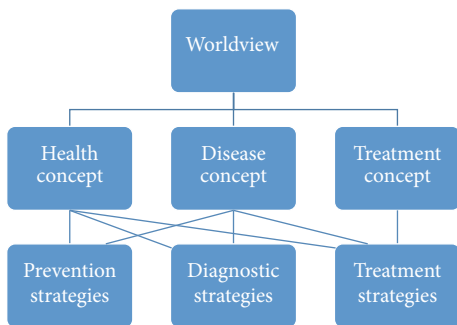 Worldview
Health
concept
Disease
concept
Treatment
concept
Prevention
strategies
Diagnostic
strategies
Treatment
strategies